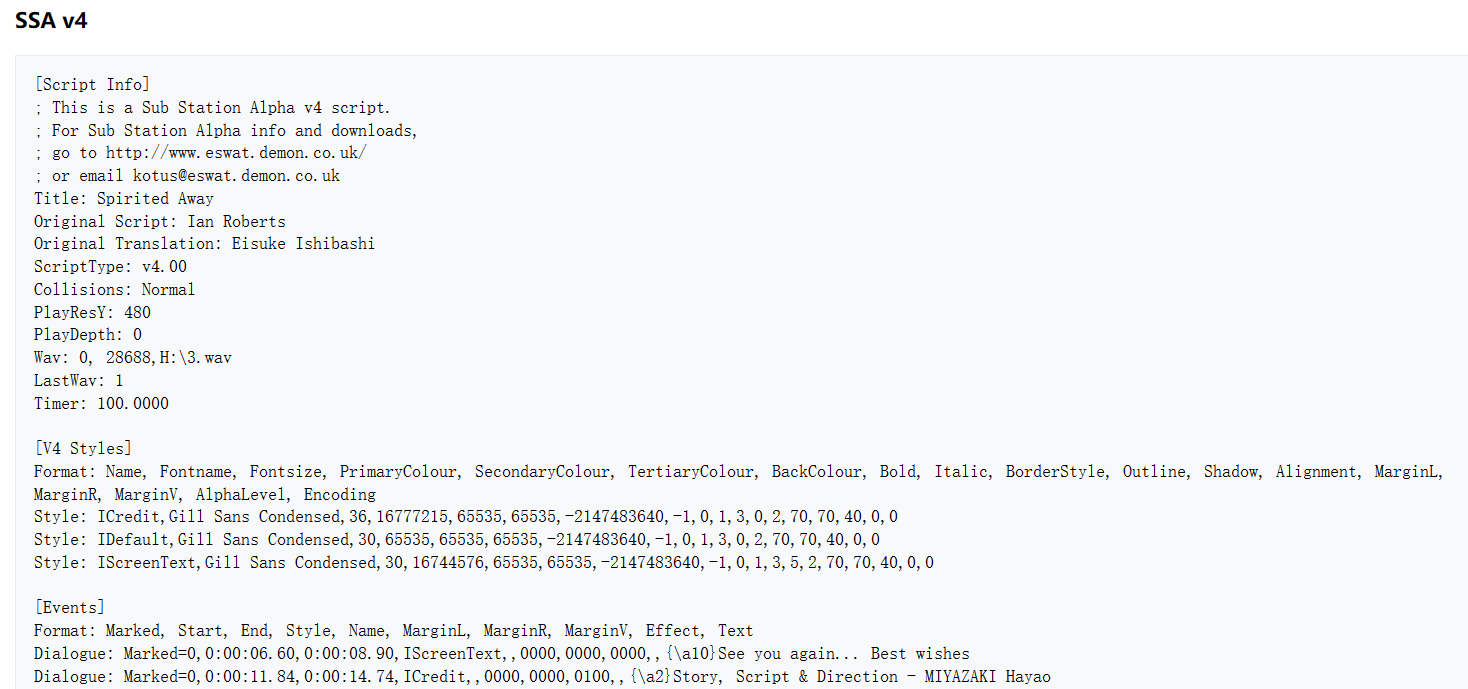 SSA v4
[Script Info]
; This is a Sub Station Alpha v4 script.
; For Sub Station Alpha info and downloads,
; go to http://www.eswat.demon.co.uk/
; or email kotus@eswat.demon.co.uk
Title: Spirited Away
Original Script: Ian Roberts
Original Translation: Eisuke Ishibashi
ScriptType: v4.00
Collisions: Normal
PlayResY: 480
PlayDepth: 0
Wav: 0, 28688,H:\3.wav
LastWav: 1
Timer: 100.0000
[V4 Styles]
Format: Name, Fontname, Fontsize, PrimaryColour, SecondaryColour, TertiaryColour, BackColour, Bold, Italic, BorderStyle, Outline, Shadow, Alignment, MarginL,
MarginR, MarginV, AlphaLevel, Encoding
Style: ICredit,Gill Sans Condensed,36,16777215,65535,65535,-2147483640,-1,0,1,3,0,2,70,70,40,0,0
Style: IDefault,Gill Sans Condensed,30,65535,65535,65535,-2147483640,-1,0,1,3,0,2,70,70,40,0,0
Style: IScreenText,Gill Sans Condensed,30,16744576,65535,65535,-2147483640,-1,0,1,3,5,2,70,70,40,0,0
[Events]
Format: Marked, Start, End, Style, Name, MarginL, MarginR, MarginV, Effect, Text
Dialogue: Marked=0,0:00:06.60,0:00:08.90,IScreenText,,0000,0000,0000,,{\a10}See you again... Best wishes
Dialogue: Marked=0,0:00:11.84,0:00:14.74,ICredit,,0000,0000,0100,,{\a2}Story, Script & Direction - MIYAZAKI Hayao